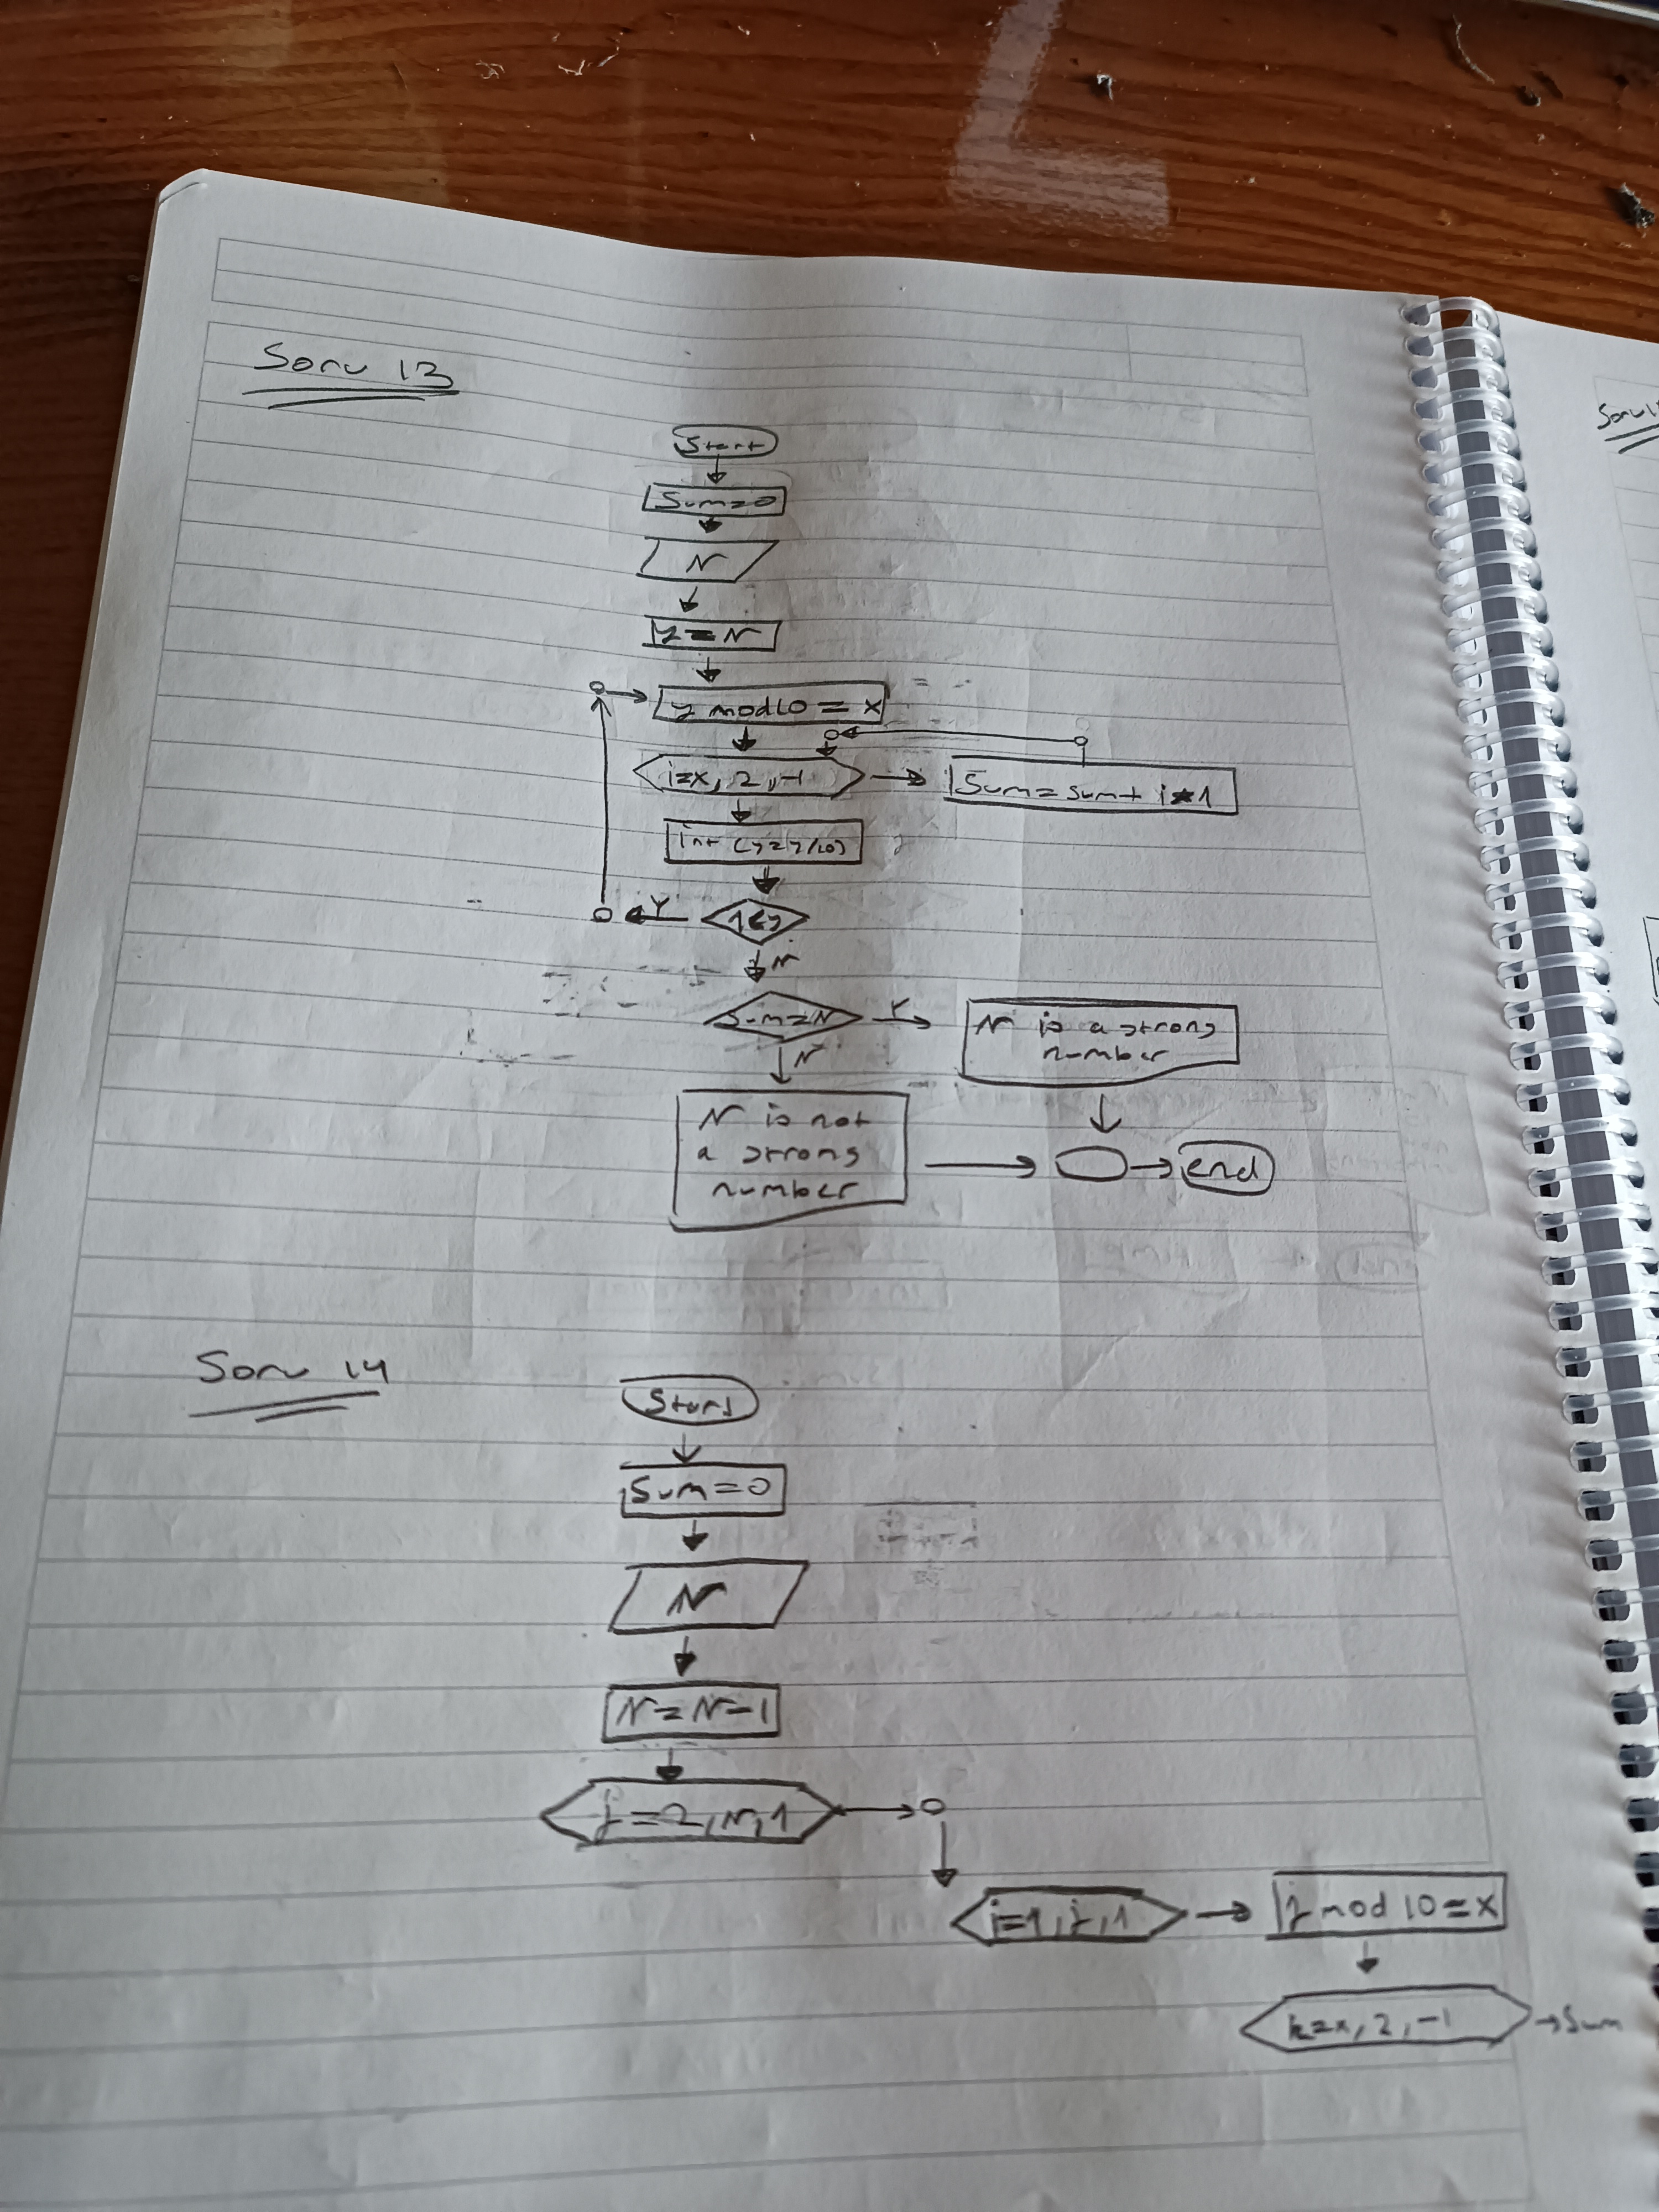 Soru 13
Start
Sum=0
N
y=N
y mod10 = x
i=x, 2, -1
Sum=sum+ i*1
int (y=y/10)
1<y
Y
N
Sum=N
Y
N is a strong
number
N
N is not
a strong
number
end
Soru 14
Start
Sum=0
N
N=N-1
j=2,N,1
i=1,j,1
j mod 10=x
k=x, 2, -1
Sum